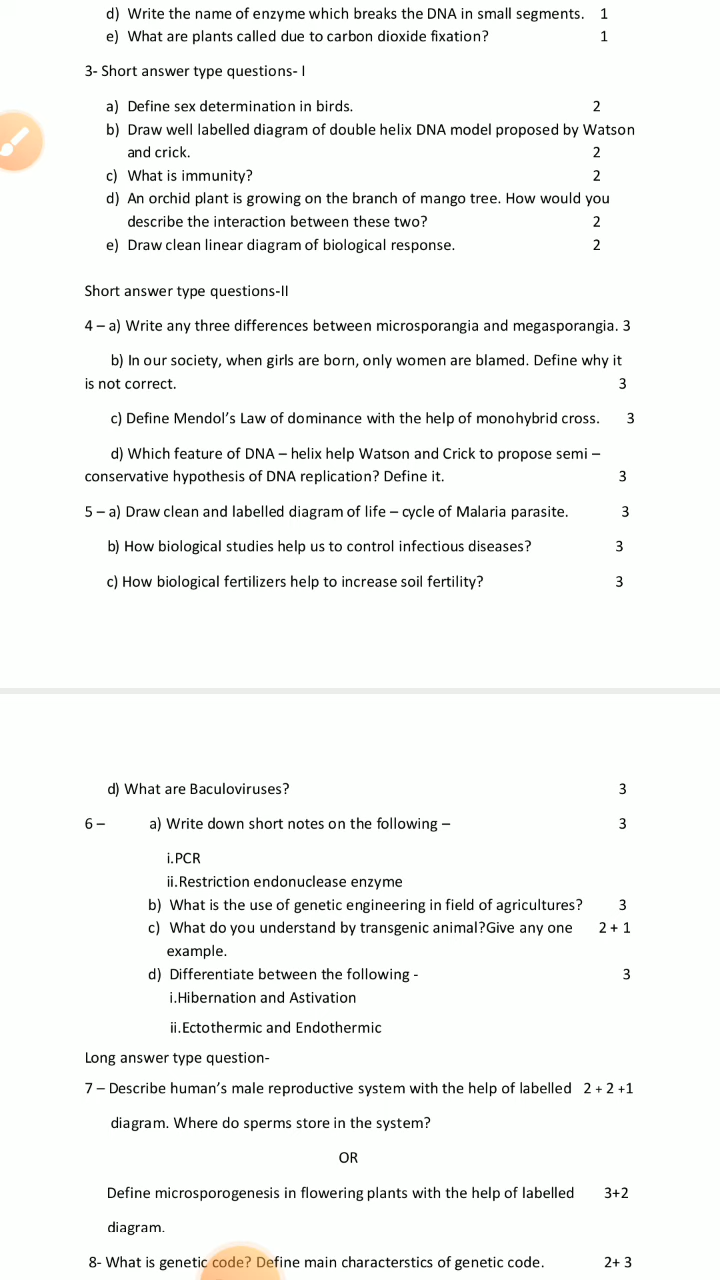 d) Write the name of enzyme which breaks the DNA in small segments. 1
e) What are plants called due to carbon dioxide fixation? 1
3- Short answer type questions- I
a) Define sex determination in birds. 2
b) Draw well labelled diagram of double helix DNA model proposed by Watson
and crick. 2
c) What is immunity? 2
d) An orchid plant is growing on the branch of mango tree. How would you
describe the interaction between these two? 2
e) Draw clean linear diagram of biological response. 2
Short answer type questions-II
4 – a) Write any three differences between microsporangia and megasporangia. 3
b) In our society, when girls are born, only women are blamed. Define why it
is not correct. 3
c) Define Mendol's Law of dominance with the help of monohybrid cross. 3
d) Which feature of DNA – helix help Watson and Crick to propose semi –
conservative hypothesis of DNA replication? Define it. 3
5 – a) Draw clean and labelled diagram of life – cycle of Malaria parasite. 3
b) How biological studies help us to control infectious diseases? 3
c) How biological fertilizers help to increase soil fertility? 3
d) What are Baculoviruses? 3
6 – a) Write down short notes on the following – 3
i.PCR
ii.Restriction endonuclease enzyme
b) What is the use of genetic engineering in field of agricultures? 3
c) What do you understand by transgenic animal?Give any one 2 + 1
example.
d) Differentiate between the following - 3
i.Hibernation and Astivation
ii.Ectothermic and Endothermic
Long answer type question-
7 – Describe human's male reproductive system with the help of labelled 2 + 2 +1
diagram. Where do sperms store in the system?
OR
Define microsporogenesis in flowering plants with the help of labelled 3+2
diagram.
8- What is genetic code? Define main characterstics of genetic code. 2+ 3